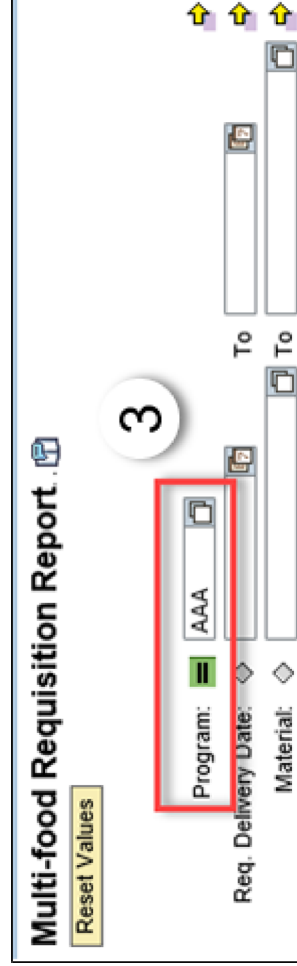 Multi-food Requisition Report
Reset Values
3
Program: AAA
Req. Delivery Date: To
Material: To